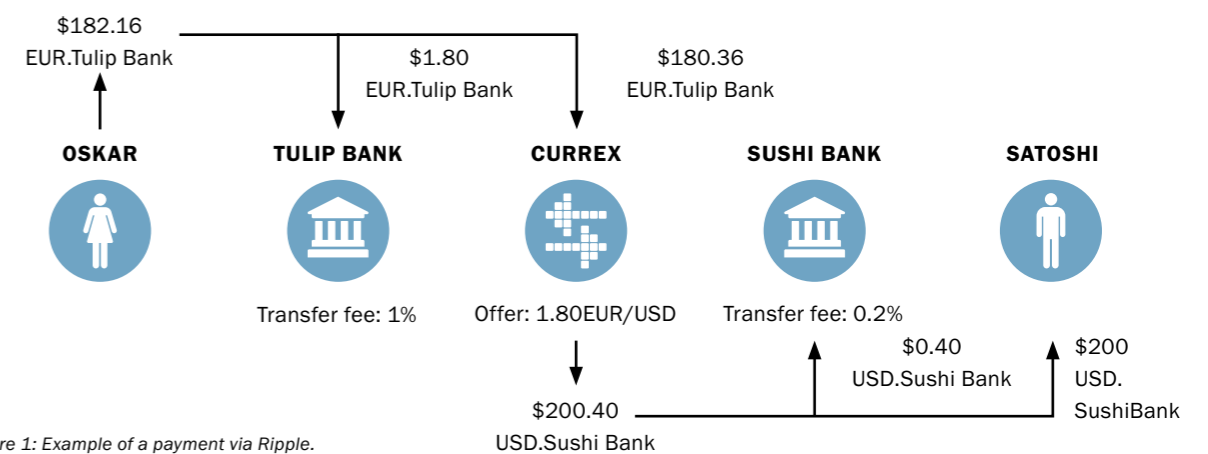 $182.16
EUR.Tulip Bank
$1.80
EUR.Tulip Bank
$180.36
EUR.Tulip Bank
OSKAR
TULIP BANK
CURREX
SUSHI BANK
SATOSHI
Transfer fee: 1%
Offer: 1.80EUR/USD
Transfer fee: 0.2%
$0.40
USD.Sushi Bank
$200
USD.
SushiBank
$200.40
USD.Sushi Bank
re 1: Example of a payment via Ripple.